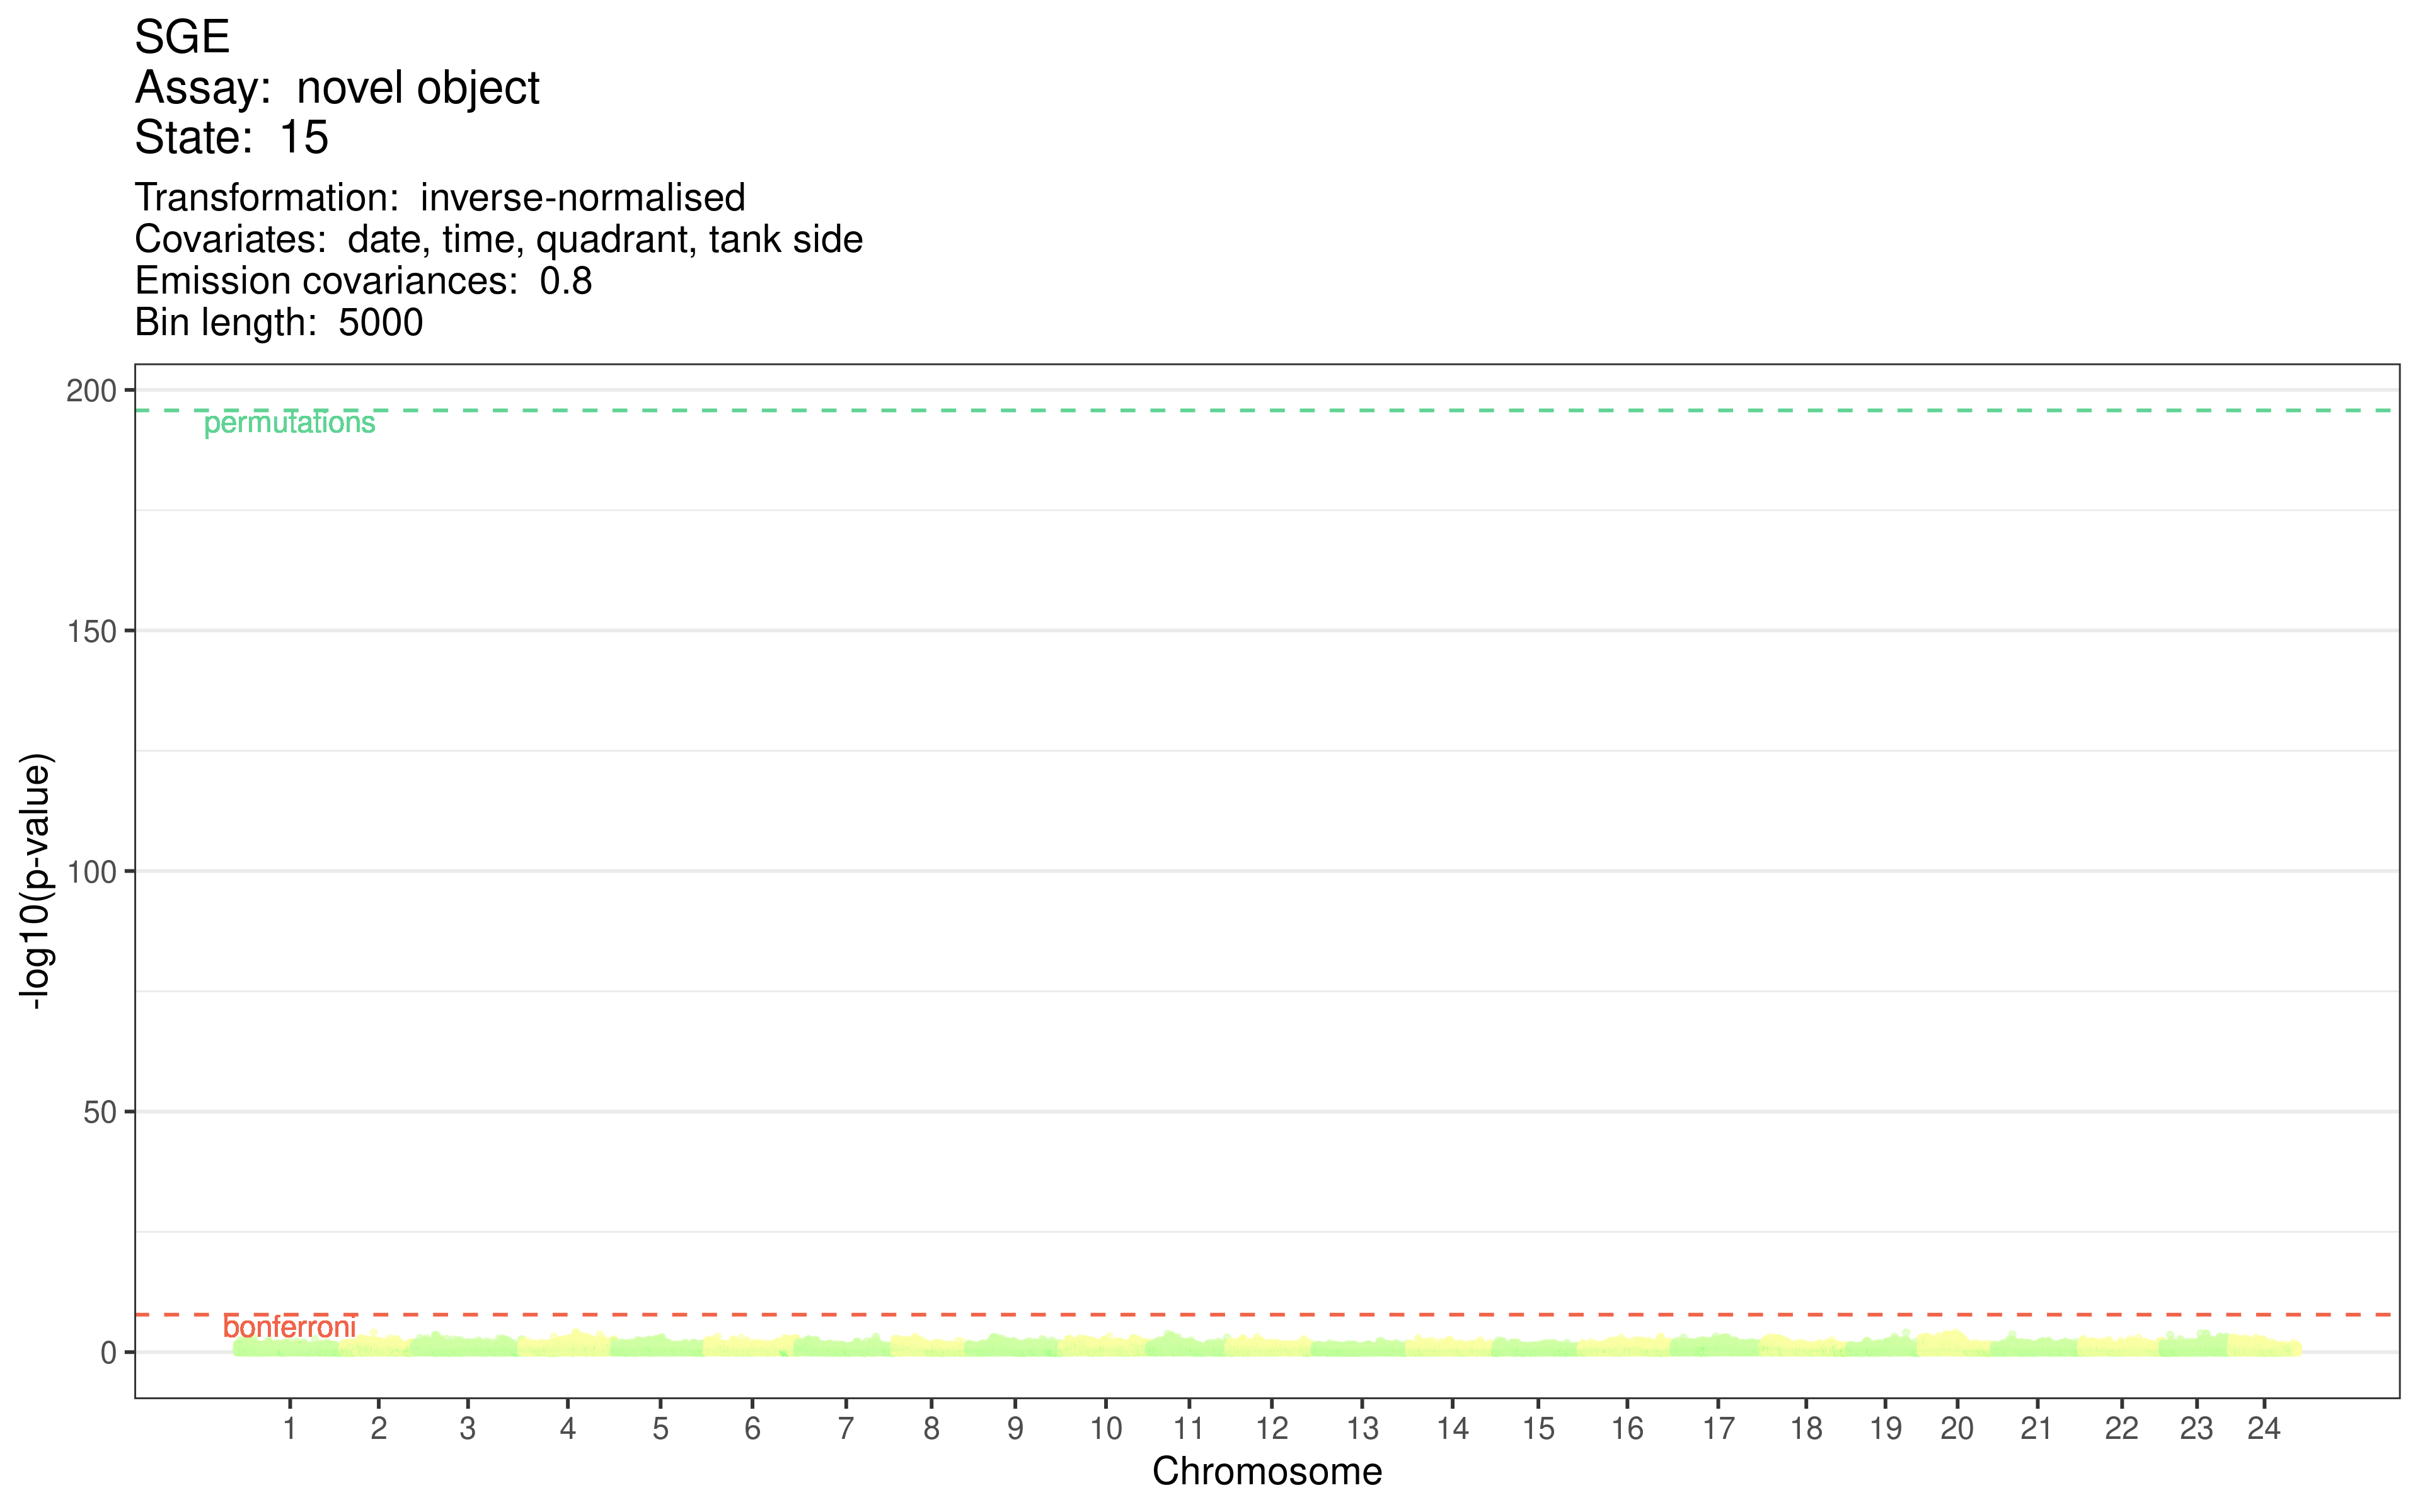 SGE
Assay:  novel object
State:  15
Transformation:  inverse-normalised
Covariates:  date, time, quadrant, tank side
Emission covariances:  0.8
Bin length:  5000
200
permutations
150
100
50
bonferroni
0
-log10(p-value)
1 2 3 4 5 6 7 8 9 10 11 12 13 14 15 16 17 18 19 20 21 22 23 24
Chromosome